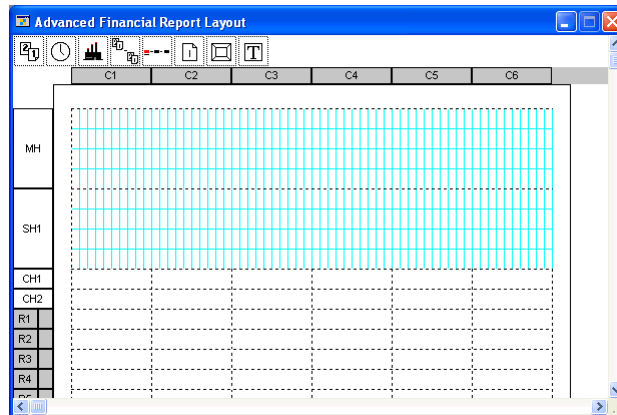 Advanced Financial Report Layout
C1 C2 C3 C4 C5 C6
MH
SH1
CH1
CH2
R1
R2
R3
R4